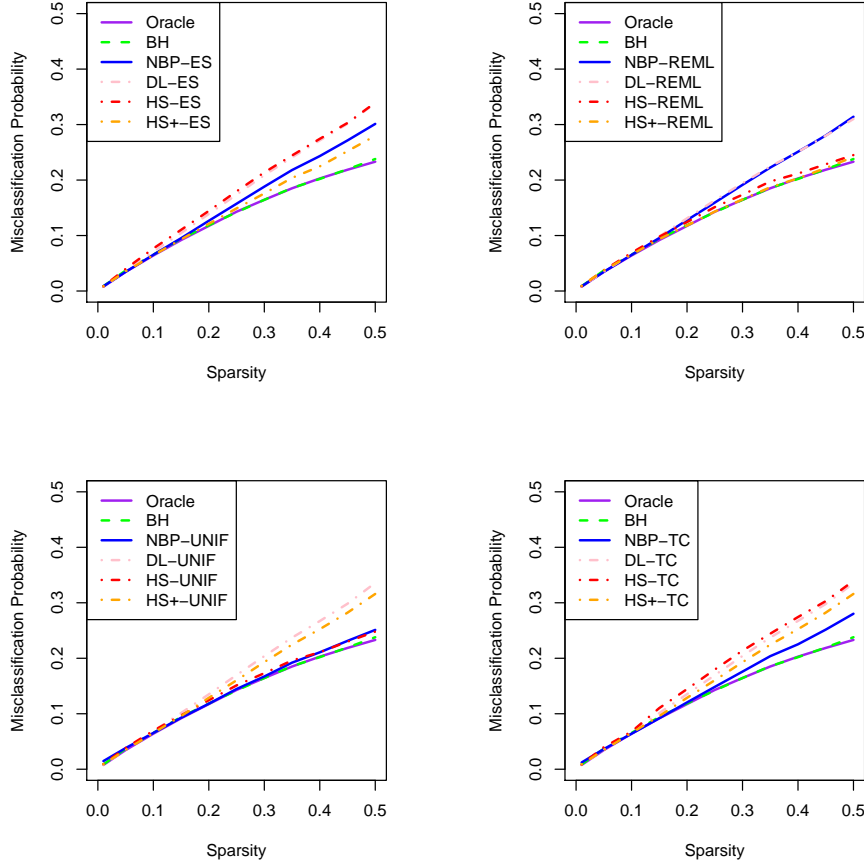 0.5
0.4
0.3
0.2
0.1
0.0
Misclassification Probability
Oracle
BH
NBP−ES
DL−ES
HS−ES
HS+−ES
0.0 0.1 0.2 0.3 0.4 0.5
Sparsity
0.5
0.4
0.3
0.2
0.1
0.0
Misclassification Probability
Oracle
BH
NBP−REML
DL−REML
HS−REML
HS+−REML
0.0 0.1 0.2 0.3 0.4 0.5
Sparsity
0.5
0.4
0.3
0.2
0.1
0.0
Misclassification Probability
Oracle
BH
NBP−UNIF
DL−UNIF
HS−UNIF
HS+−UNIF
0.0 0.1 0.2 0.3 0.4 0.5
Sparsity
0.5
0.4
0.3
0.2
0.1
0.0
Misclassification Probability
Oracle
BH
NBP−TC
DL−TC
HS−TC
HS+−TC
0.0 0.1 0.2 0.3 0.4 0.5
Sparsity